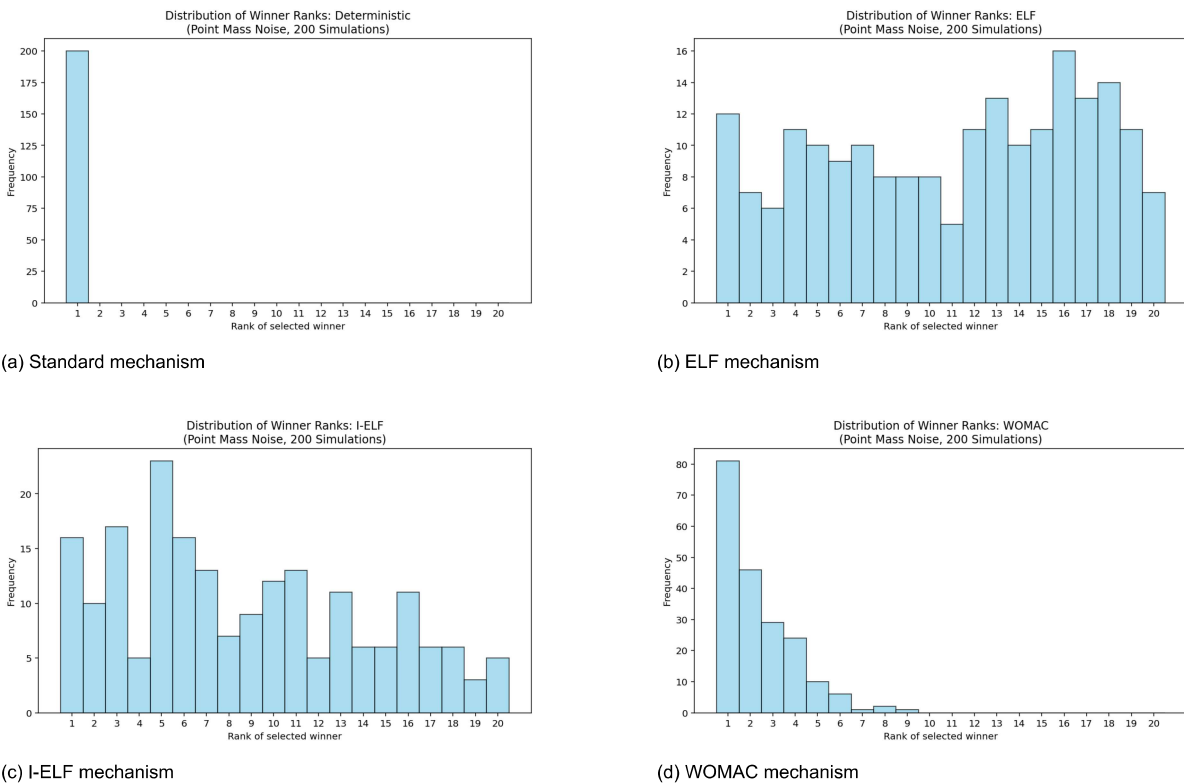 Distribution of Winner Ranks: Deterministic
(Point Mass Noise, 200 Simulations)
200
175
150
125
100
75
50
25
0
Frequency
1 2 3 4 5 6 7 8 9 10 11 12 13 14 15 16 17 18 19 20
Rank of selected winner
(a) Standard mechanism
Distribution of Winner Ranks: ELF
(Point Mass Noise, 200 Simulations)
16
14
12
10
8
6
4
2
0
Frequency
1 2 3 4 5 6 7 8 9 10 11 12 13 14 15 16 17 18 19 20
Rank of selected winner
(b) ELF mechanism
Distribution of Winner Ranks: I-ELF
(Point Mass Noise, 200 Simulations)
20
15
10
5
0
Frequency
1 2 3 4 5 6 7 8 9 10 11 12 13 14 15 16 17 18 19 20
Rank of selected winner
(c) I-ELF mechanism
Distribution of Winner Ranks: WOMAC
(Point Mass Noise, 200 Simulations)
80
70
60
50
40
30
20
10
0
Frequency
1 2 3 4 5 6 7 8 9 10 11 12 13 14 15 16 17 18 19 20
Rank of selected winner
(d) WOMAC mechanism